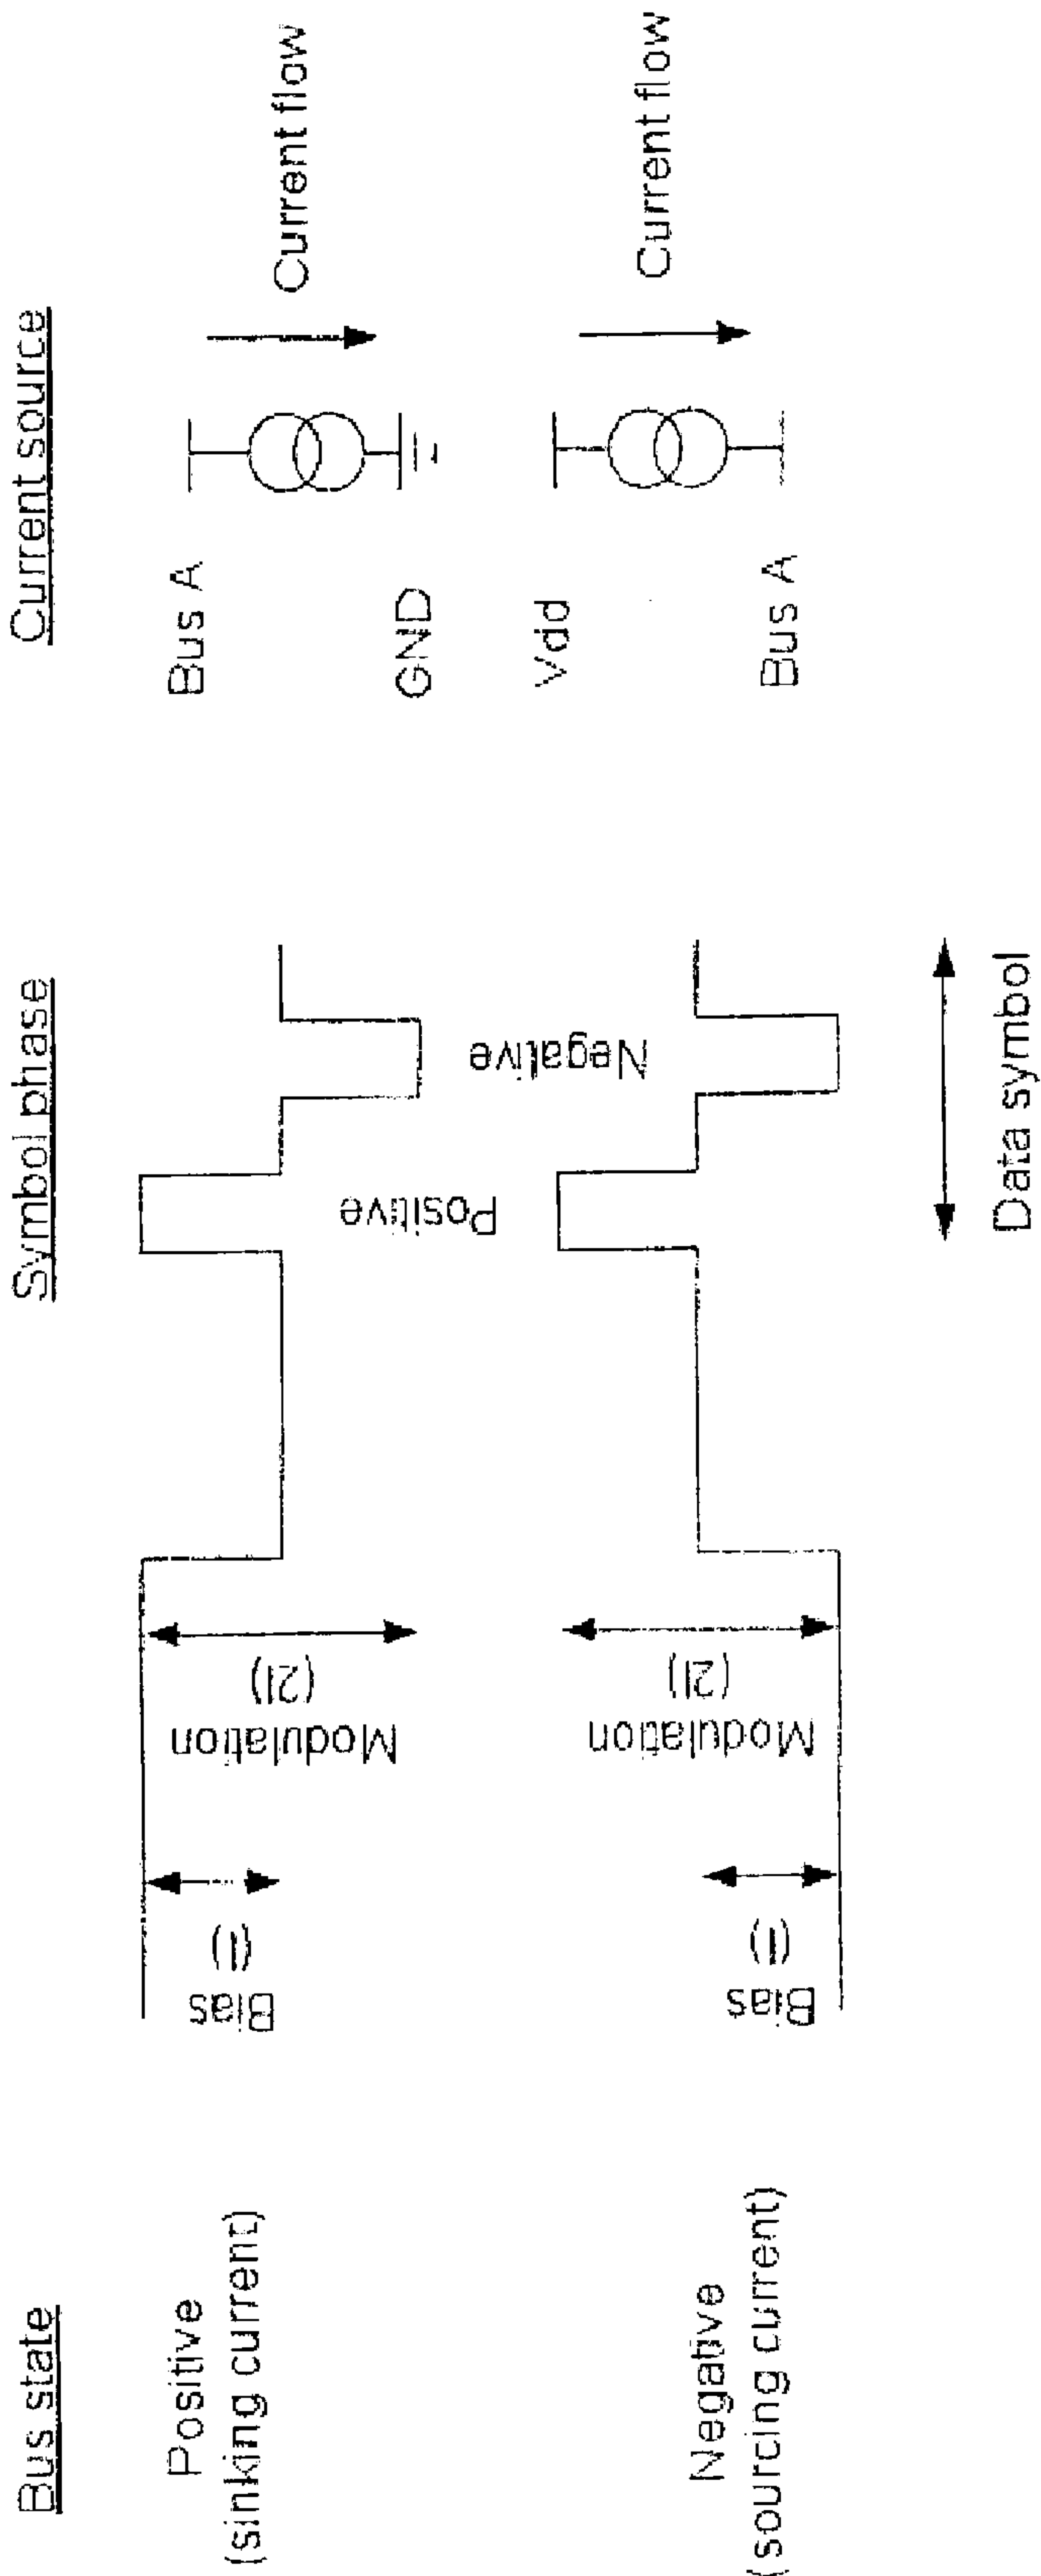 Bus state
Symbol phase
Current source
Positive
(sinking current)
Bias
(I)
Modulation
(2I)
Positive
Negative
Bus A
GND
Current flow
Negative
(sourcing current)
Bias
(I)
Modulation
(2I)
Vdd
Bus A
Current flow
Data symbol